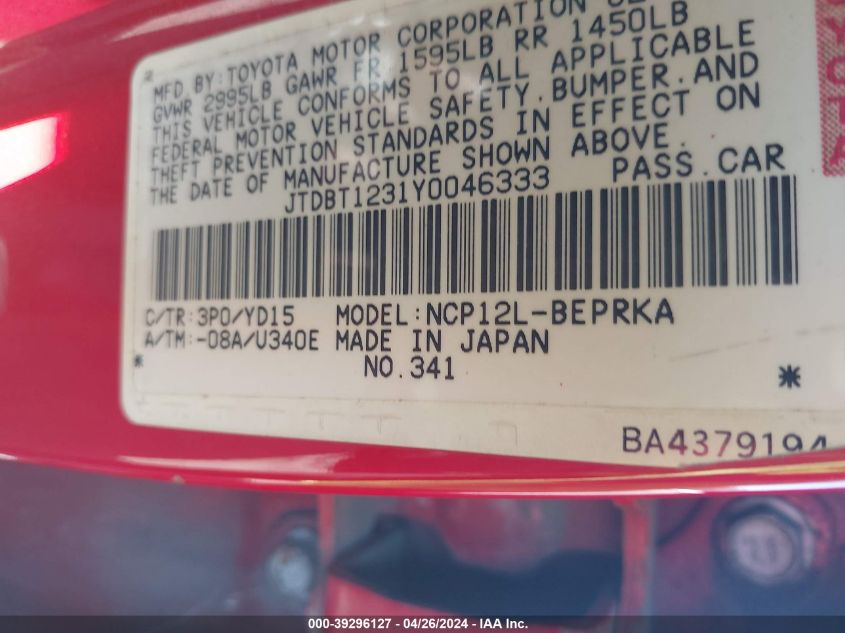 MFD.BY:TOYOTA MOTOR CORPORATION
GVWR 2995LB GAWR FR 1595LB RR 1450LB
THIS VEHICLE CONFORMS TO ALL APPLICABLE
FEDERAL MOTOR VEHICLE SAFETY,BUMPER,AND
THEFT PREVENTION STANDARDS IN EFFECT ON
THE DATE OF MANUFACTURE SHOWN ABOVE.
JTDBT1231Y0046333 PASS.CAR
C/TR:3P0/YD15 MODEL:NCP12L-BEPRKA
A/TM:-08A/U340E MADE IN JAPAN
* NO.341 *
BA4379194
000-39296127 - 04/26/2024 - IAAI, Inc.